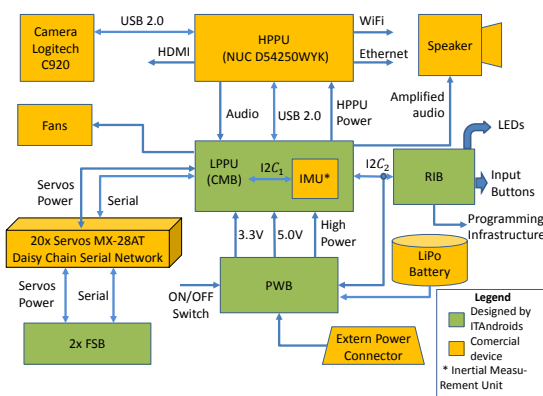 Camera
Logitech
C920
USB 2.0
HDMI
HPPU
(NUC D54250WYK)
WiFi
Ethernet
Speaker
Audio
USB 2.0
HPPU
Power
Amplified
audio
LEDs
Fans
LPPU
(CMB)
I2C₁
IMU*
I2C₂
RIB
Input
Buttons
Servos
Power
Serial
Programming
Infrastructure
20x Servos MX-28AT
Daisy Chain Serial Network
3.3V
5.0V
High
Power
LiPo
Battery
Servos
Power
Serial
ON/OFF
Switch
PWB
2x FSB
Extern Power
Connector
Legend
Designed by
ITAndroids
Comercial
device
* Inertial Measu-
rement Unit